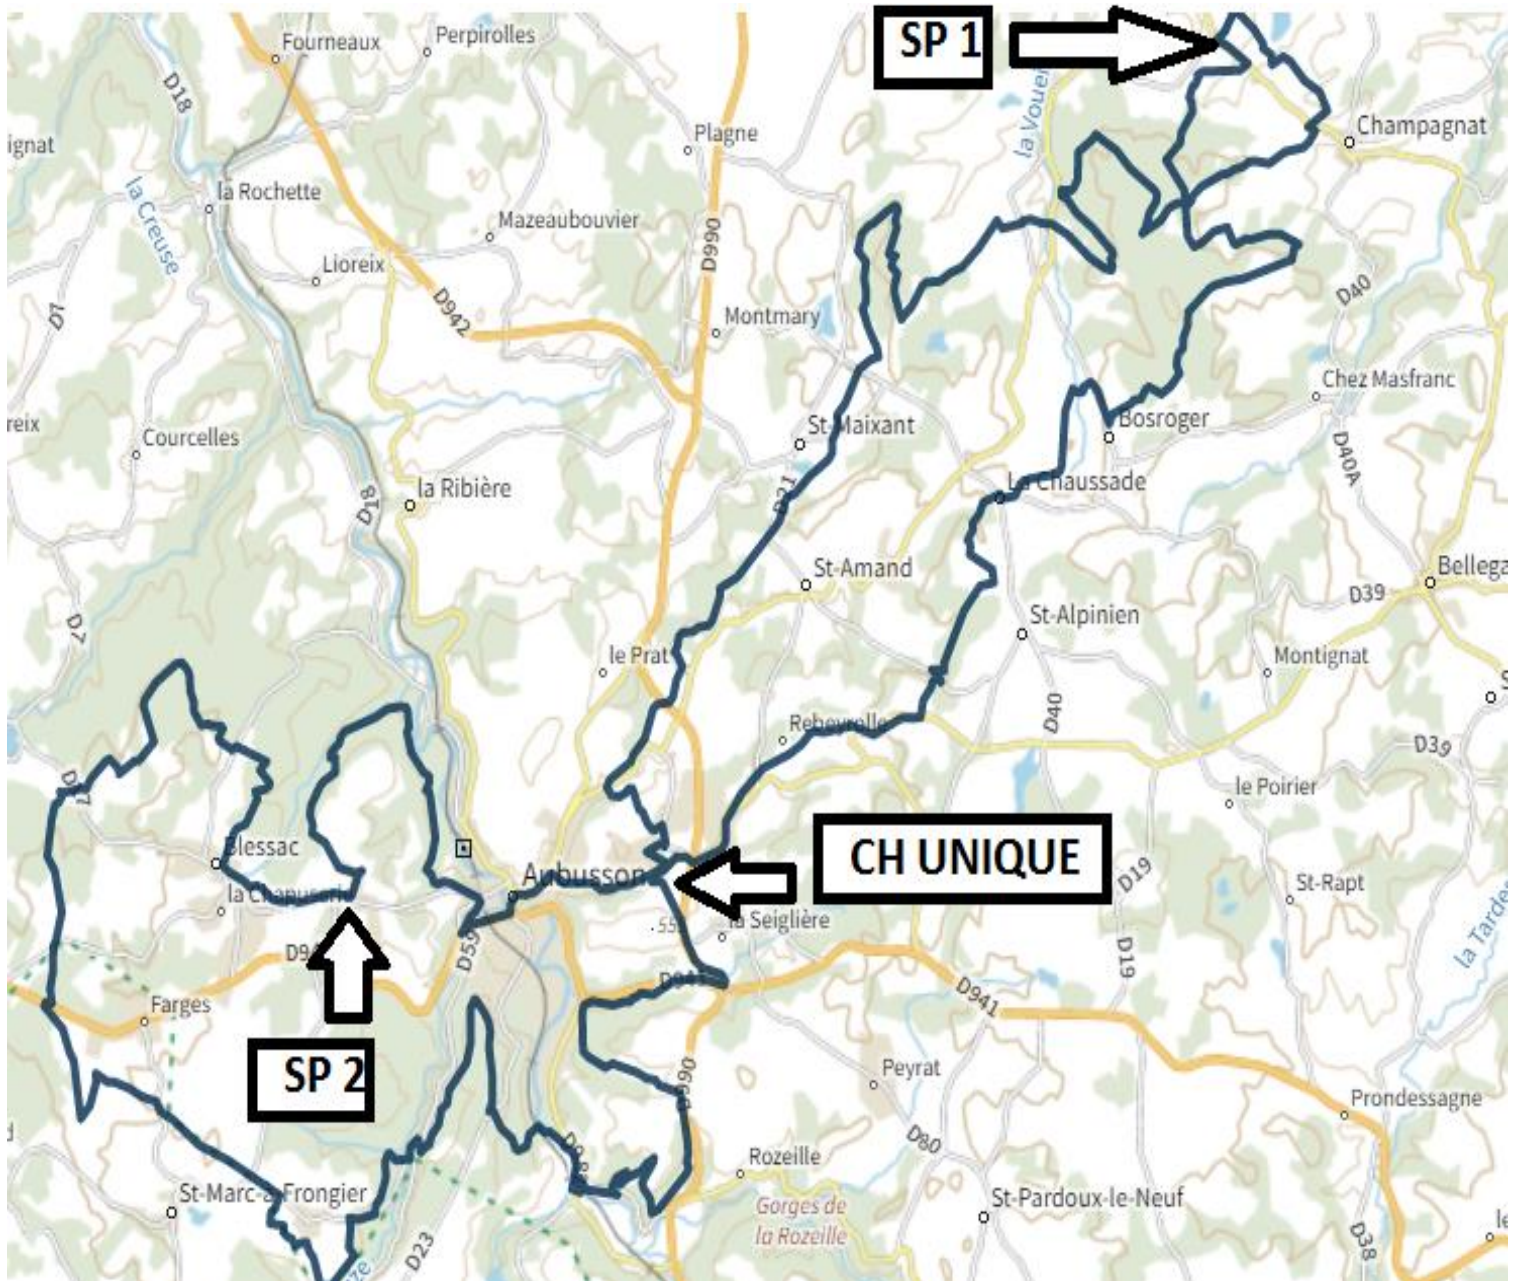 SP 1
Fourneaux
Perpirolles
D18
la Vouei
Plagne
Champagnat
ignat
la Rochette
la Creuse
Mazeaubouvier
D990
Lioreix
D40
D942
D7
Montmary
Chez Masfranc
reix
Courcelles
St-Maixant
Bosroger
D40A
la Ribière
D18
D21
La Chaussade
St-Amand
Bellega
D39
D7
St-Alpinien
le Prat
Montignat
S
D40
Rebeyrolle
D39
le Poirier
Blessac
CH UNIQUE
Aubusson
D19
St-Rapt
la Chapuserie
la Seiglière
la Tardes
D941
D19
Farges
D941
SP 2
Peyrat
D990
Prondessagne
D80
Rozeille
St-Marc-à-Frongier
St-Pardoux-le-Neuf
Gorges de
la Rozeille
D23
D38
le